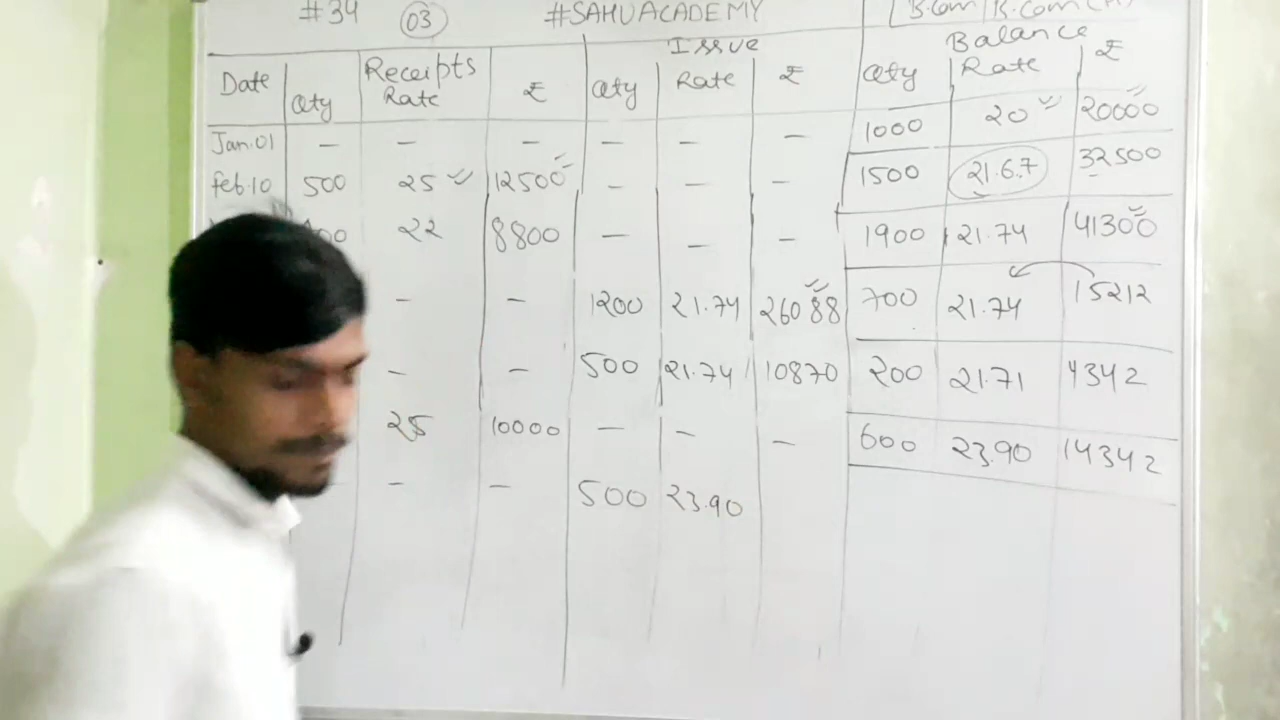 #34 03 #SAHUACADEMY B.Com/B.Com
Receipts Issue Balance
Date Qty Rate ₹ Qty Rate ₹ Qty Rate ₹
Jan.01 — — — — — — 1000 20 20000
Feb.10 500 25 12500 — — — 1500 21.67 32500
22 8800 — — — 1900 21.74 41300
— — 1200 21.74 26088 700 21.74 15212
— — 500 21.74 10870 200 21.71 4342
25 10000 — — — 600 23.90 14342
— — 500 23.90